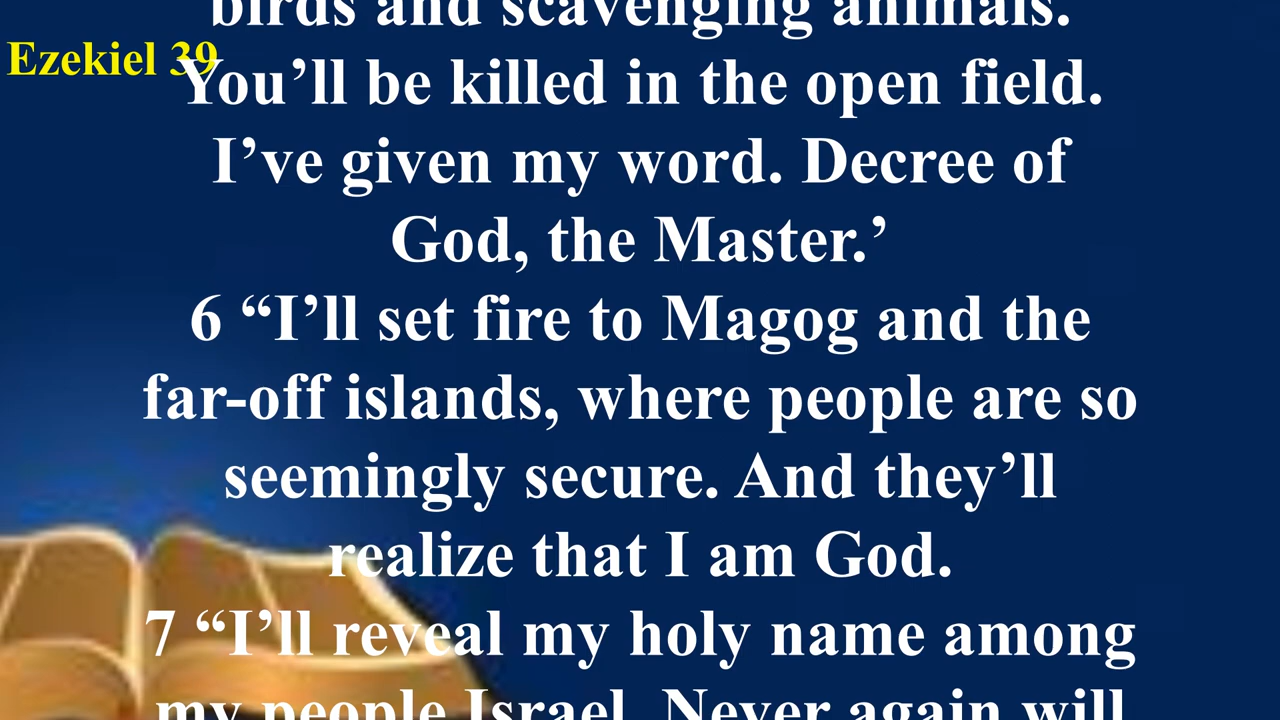 birds and scavenging animals.
Ezekiel 39
You’ll be killed in the open field.
I’ve given my word. Decree of
God, the Master.’
6 “I’ll set fire to Magog and the
far-off islands, where people are so
seemingly secure. And they’ll
realize that I am God.
7 “I’ll reveal my holy name among
my people Israel. Never again will